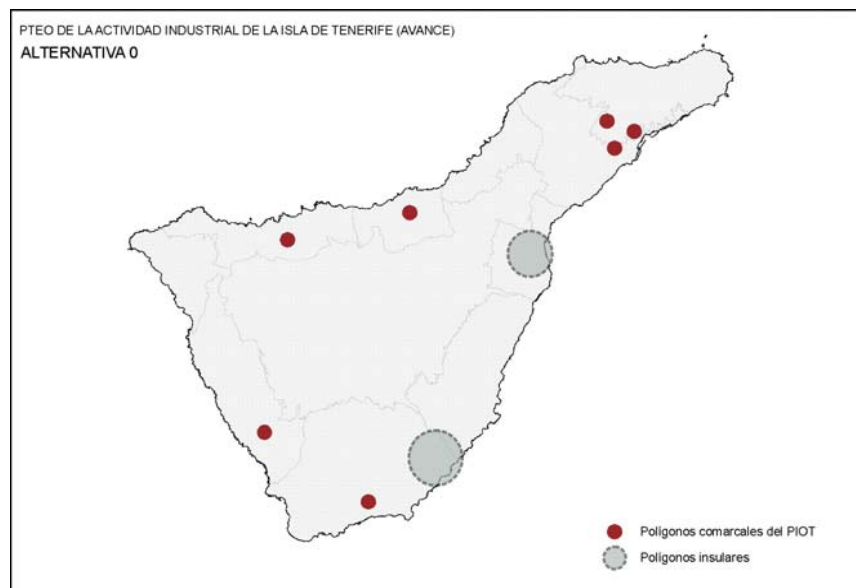 PTEO DE LA ACTIVIDAD INDUSTRIAL DE LA ISLA DE TENERIFE (AVANCE)
ALTERNATIVA 0
Polígonos comarcales del PIOT
Polígonos insulares